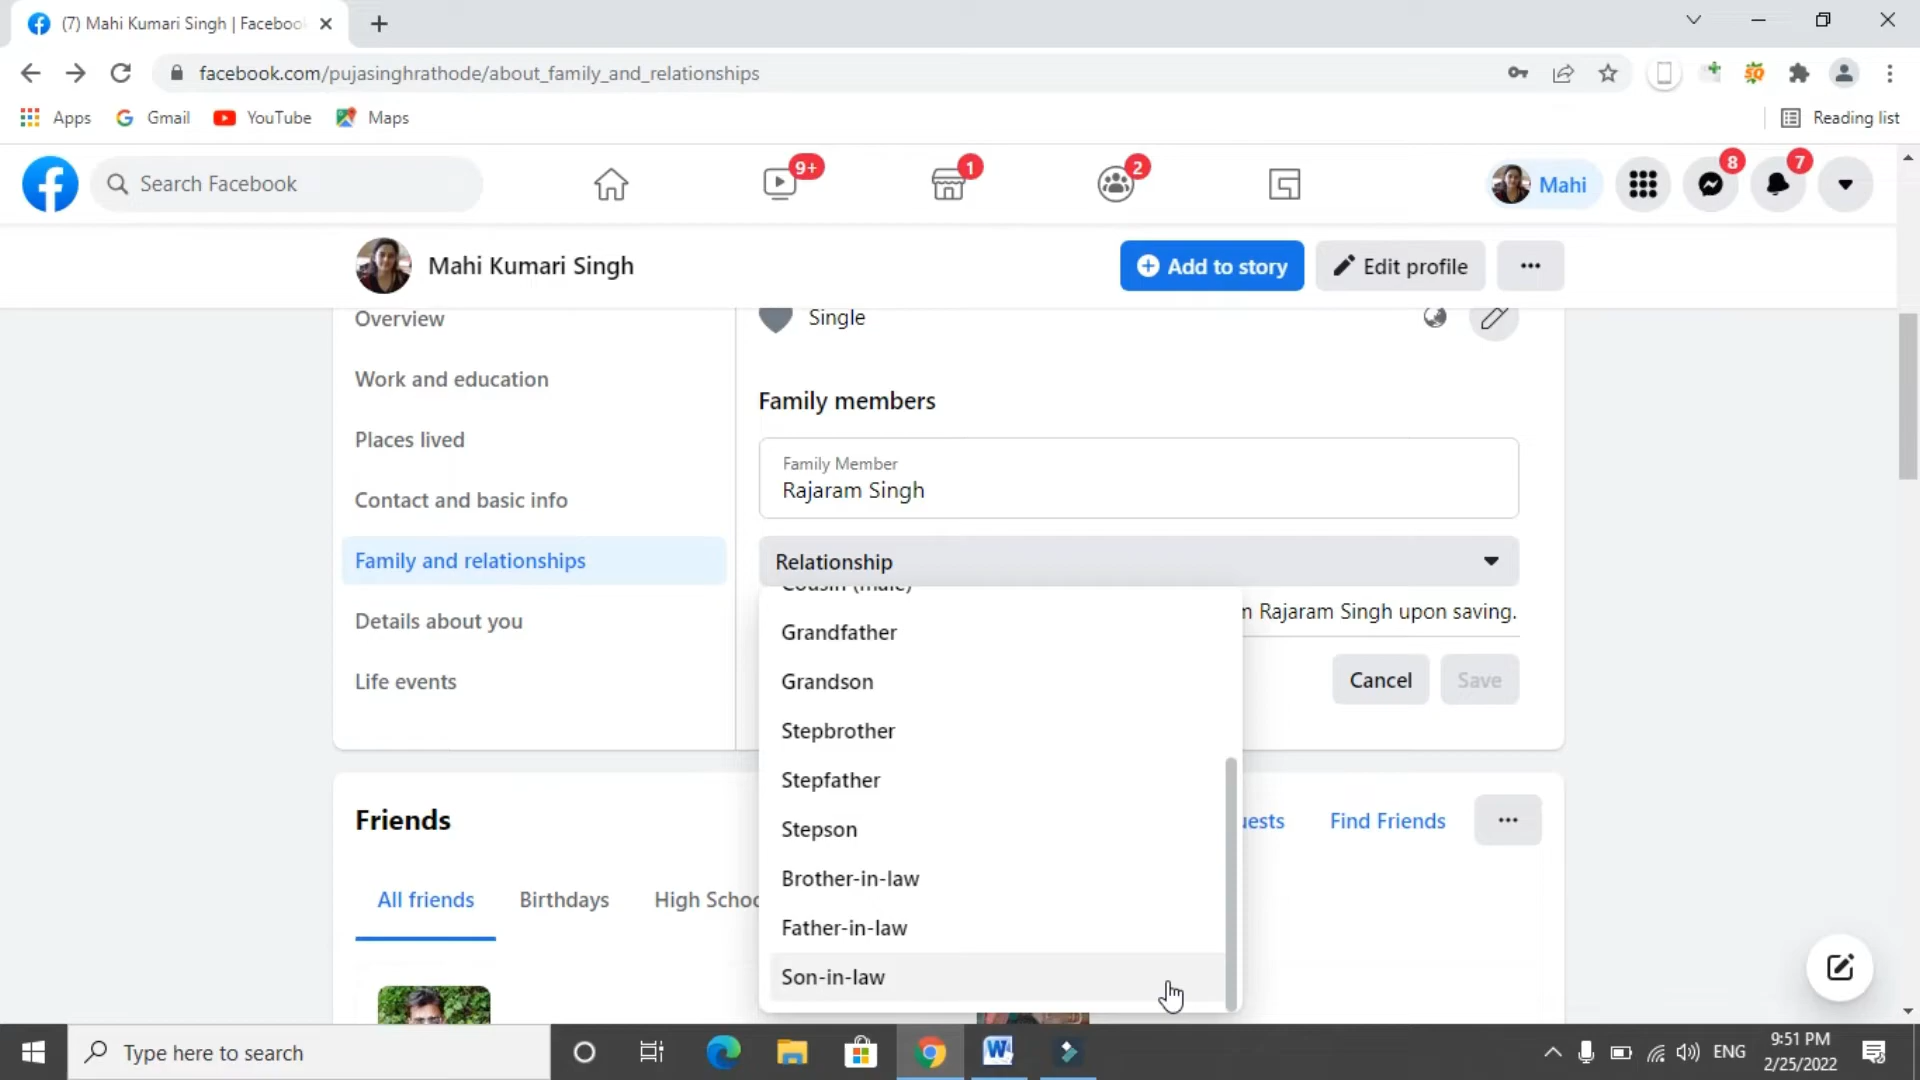 (7) Mahi Kumari Singh | Facebook
facebook.com/pujasinghrathode/about_family_and_relationships
Apps
Gmail
YouTube
Maps
Reading list
Search Facebook
9+
1
2
Mahi
8
7
Mahi Kumari Singh
Add to story
Edit profile
Overview
Work and education
Places lived
Contact and basic info
Family and relationships
Details about you
Life events
Single
Family members
Family Member
Rajaram Singh
Relationship
Cousin (male)
Grandfather
Grandson
Stepbrother
Stepfather
Stepson
Brother-in-law
Father-in-law
Son-in-law
Rajaram Singh upon saving.
Cancel
Save
Friends
Find Friends
All friends
Birthdays
High
Type here to search
ENG
9:51 PM
2/25/2022